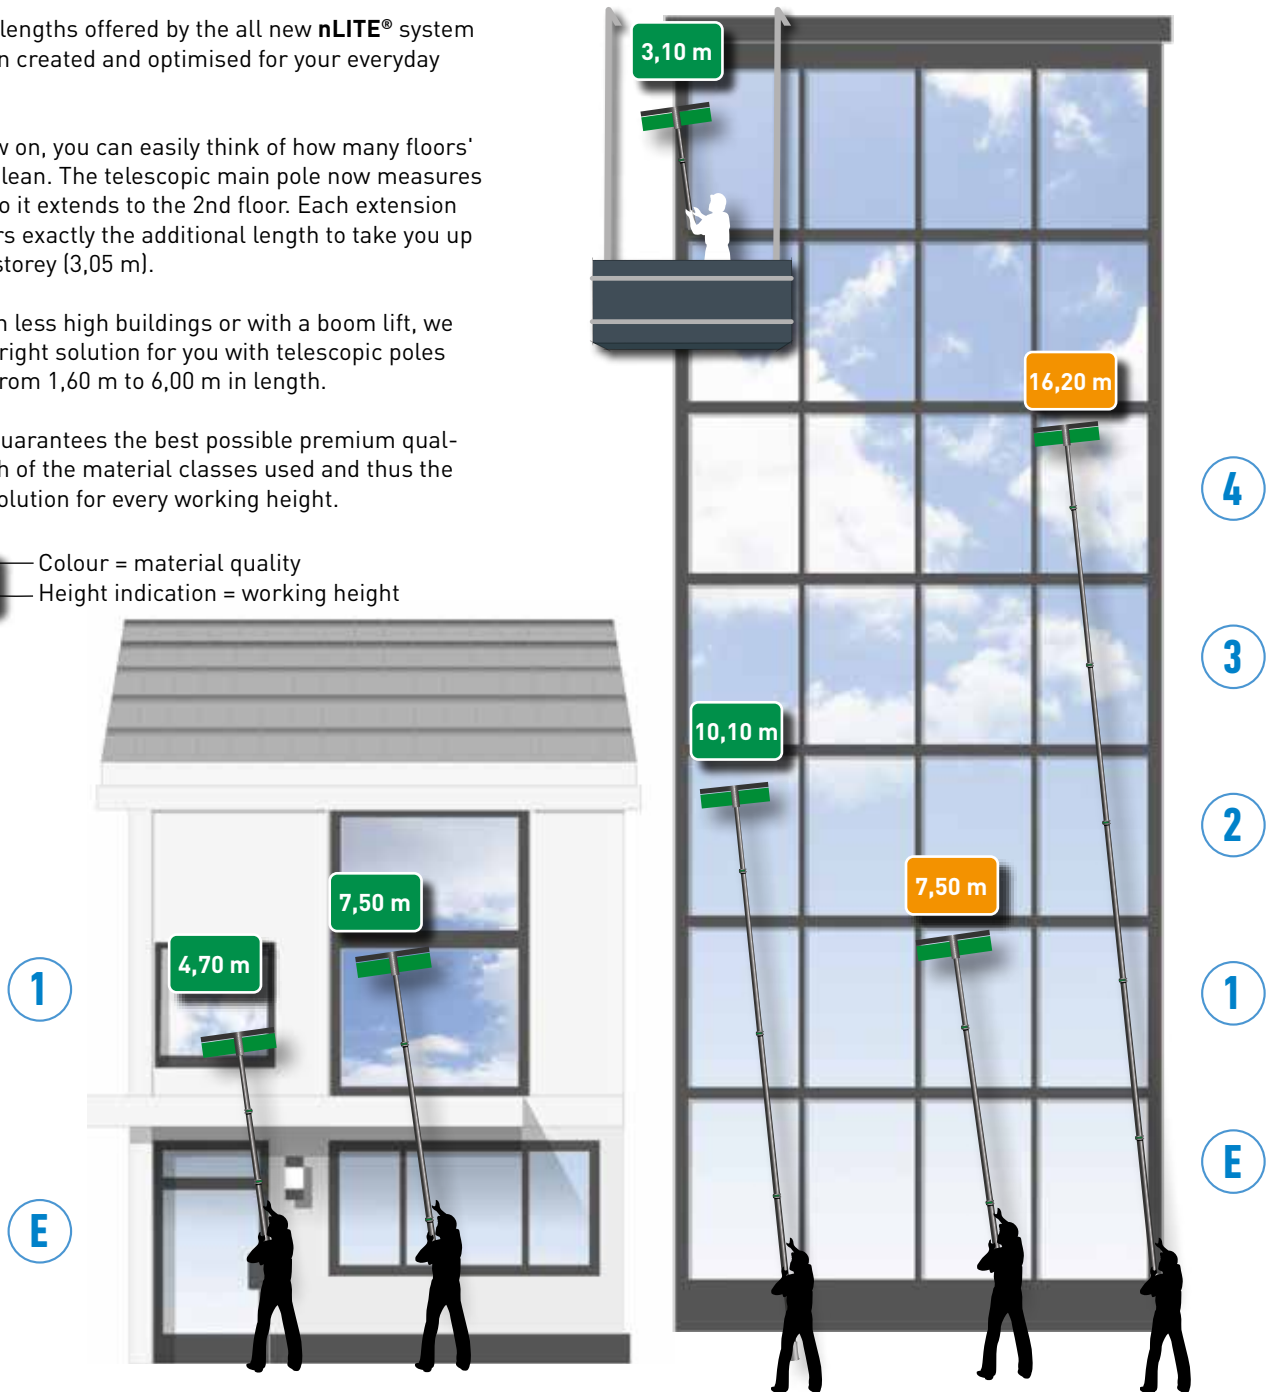 lengths offered by the all new nLITE® system
n created and optimised for your everyday
w on, you can easily think of how many floors'
lean. The telescopic main pole now measures
o it extends to the 2nd floor. Each extension
rs exactly the additional length to take you up
storey (3,05 m).
n less high buildings or with a boom lift, we
right solution for you with telescopic poles
rom 1,60 m to 6,00 m in length.
uarantees the best possible premium qual-
h of the material classes used and thus the
olution for every working height.
Colour = material quality
Height indication = working height
3,10 m
16,20 m
10,10 m
7,50 m
7,50 m
4,70 m
1
E
4
3
2
1
E